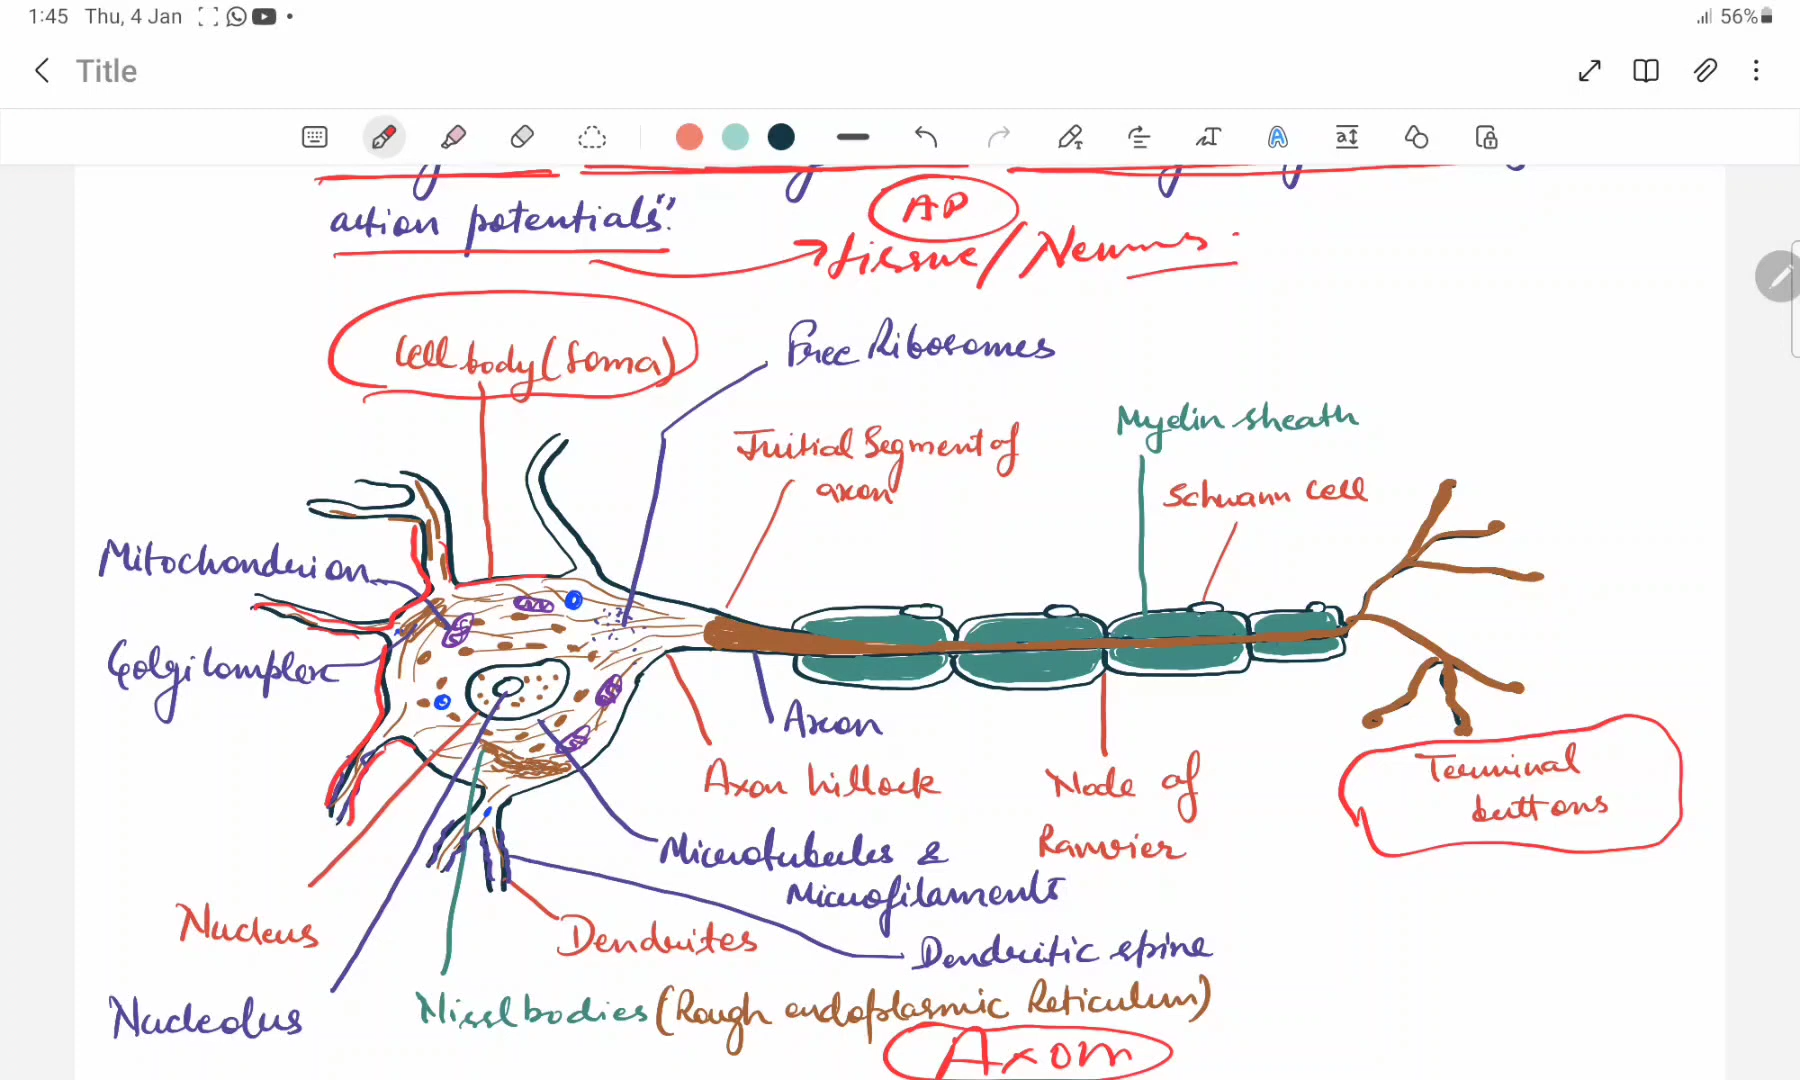 1:45 Thu, 4 Jan
56%
Title
action potentials".
AP
tissue/Nerves.
Cell body (Soma)
Free Ribosomes
Initial Segment of
axon
Myelin sheath
Schwann cell
Mitochondrion
Golgi Complex
Axon
Axon hillock
Node of
Ranvier
Terminal
buttons
Microtubules &
Microfilaments
Nucleus
Dendrites
Dendritic spine
Nucleolus
Nissl bodies (Rough endoplasmic Reticulum)
Axom